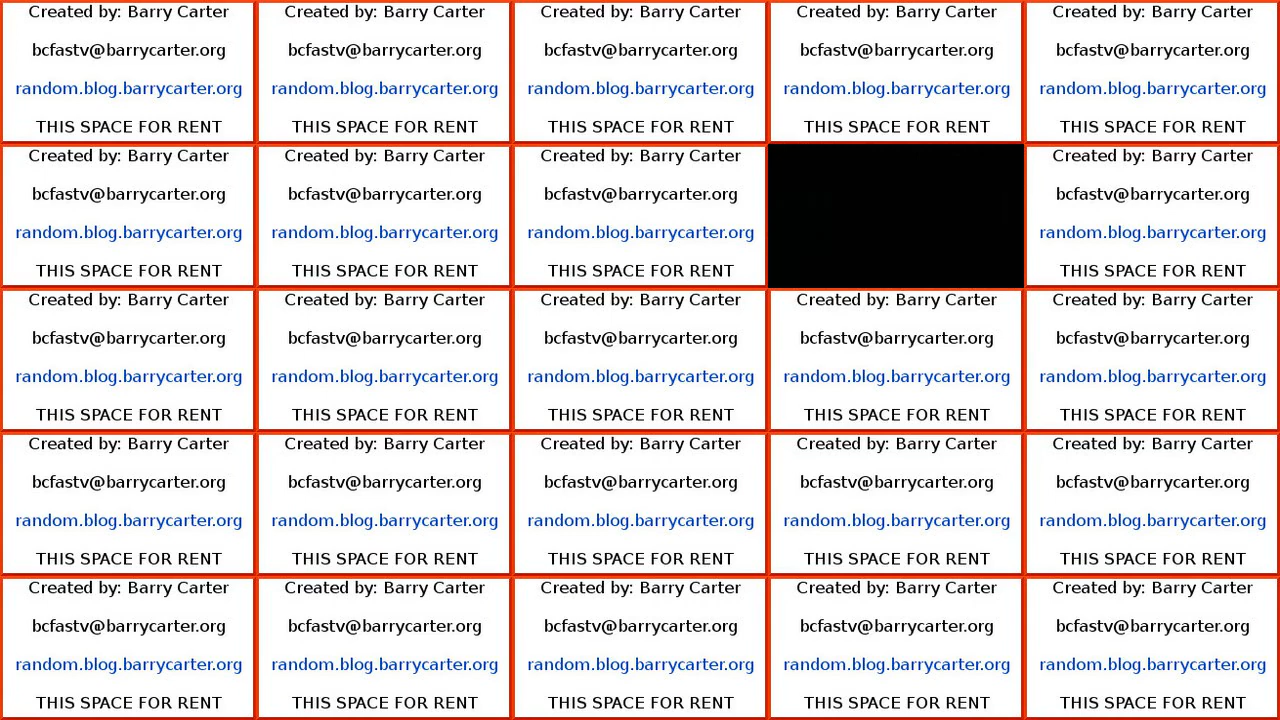 Created by: Barry Carter Created by: Barry Carter Created by: Barry Carter Created by: Barry Carter Created by: Barry Carter
bcfastv@barrycarter.org bcfastv@barrycarter.org bcfastv@barrycarter.org bcfastv@barrycarter.org bcfastv@barrycarter.org
random.blog.barrycarter.org random.blog.barrycarter.org random.blog.barrycarter.org random.blog.barrycarter.org random.blog.barrycarter.org
THIS SPACE FOR RENT THIS SPACE FOR RENT THIS SPACE FOR RENT THIS SPACE FOR RENT THIS SPACE FOR RENT
Created by: Barry Carter Created by: Barry Carter Created by: Barry Carter Created by: Barry Carter
bcfastv@barrycarter.org bcfastv@barrycarter.org bcfastv@barrycarter.org bcfastv@barrycarter.org
random.blog.barrycarter.org random.blog.barrycarter.org random.blog.barrycarter.org random.blog.barrycarter.org
THIS SPACE FOR RENT THIS SPACE FOR RENT THIS SPACE FOR RENT THIS SPACE FOR RENT
Created by: Barry Carter Created by: Barry Carter Created by: Barry Carter Created by: Barry Carter Created by: Barry Carter
bcfastv@barrycarter.org bcfastv@barrycarter.org bcfastv@barrycarter.org bcfastv@barrycarter.org bcfastv@barrycarter.org
random.blog.barrycarter.org random.blog.barrycarter.org random.blog.barrycarter.org random.blog.barrycarter.org random.blog.barrycarter.org
THIS SPACE FOR RENT THIS SPACE FOR RENT THIS SPACE FOR RENT THIS SPACE FOR RENT THIS SPACE FOR RENT
Created by: Barry Carter Created by: Barry Carter Created by: Barry Carter Created by: Barry Carter Created by: Barry Carter
bcfastv@barrycarter.org bcfastv@barrycarter.org bcfastv@barrycarter.org bcfastv@barrycarter.org bcfastv@barrycarter.org
random.blog.barrycarter.org random.blog.barrycarter.org random.blog.barrycarter.org random.blog.barrycarter.org random.blog.barrycarter.org
THIS SPACE FOR RENT THIS SPACE FOR RENT THIS SPACE FOR RENT THIS SPACE FOR RENT THIS SPACE FOR RENT
Created by: Barry Carter Created by: Barry Carter Created by: Barry Carter Created by: Barry Carter Created by: Barry Carter
bcfastv@barrycarter.org bcfastv@barrycarter.org bcfastv@barrycarter.org bcfastv@barrycarter.org bcfastv@barrycarter.org
random.blog.barrycarter.org random.blog.barrycarter.org random.blog.barrycarter.org random.blog.barrycarter.org random.blog.barrycarter.org
THIS SPACE FOR RENT THIS SPACE FOR RENT THIS SPACE FOR RENT THIS SPACE FOR RENT THIS SPACE FOR RENT